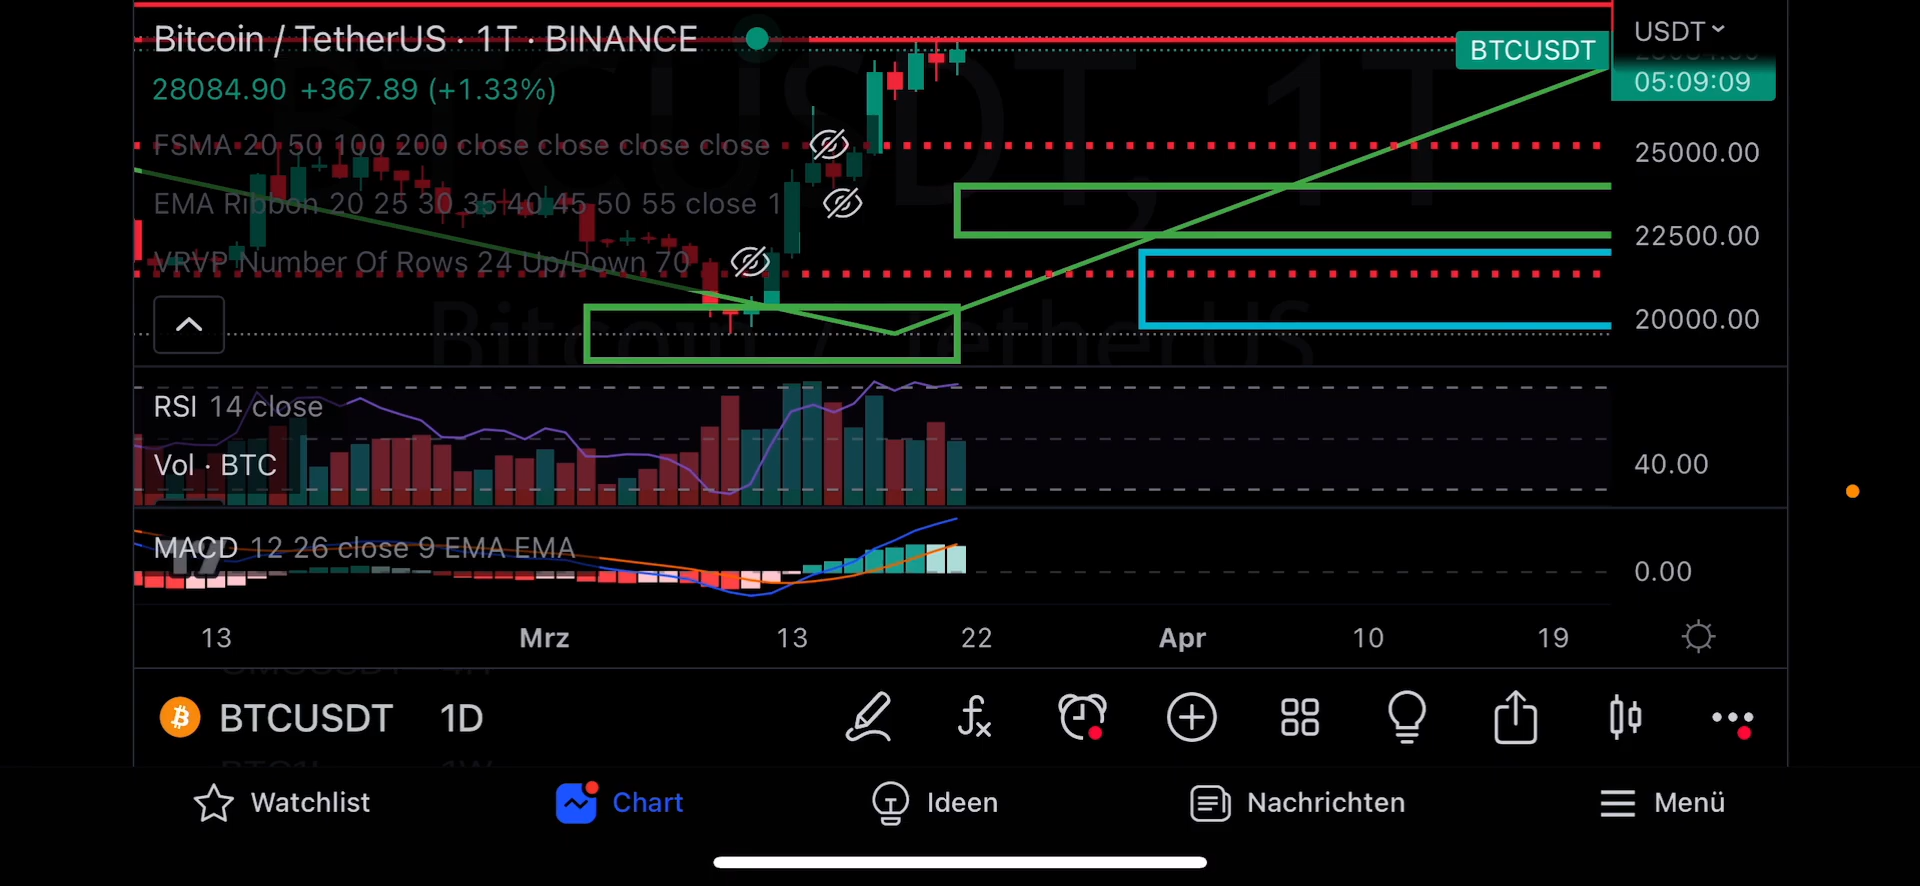 Bitcoin / TetherUS · 1T · BINANCE
USDT
BTCUSDT
28084.90 +367.89 (+1.33%)
05:09:09
FSMA 20 50 100 200 close close close close
25000.00
EMA Ribbon 20 25 30 35 40 45 50 55 close 1
22500.00
VRVP Number Of Rows 24 Up/Down 70
20000.00
BTCUSDT, 1T
Bitcoin / TetherUS
RSI 14 close
Vol · BTC
40.00
MACD 12 26 close 9 EMA EMA
0.00
13 Mrz 13 22 Apr 10 19
BTCUSDT 1D
Watchlist Chart Ideen Nachrichten Menü